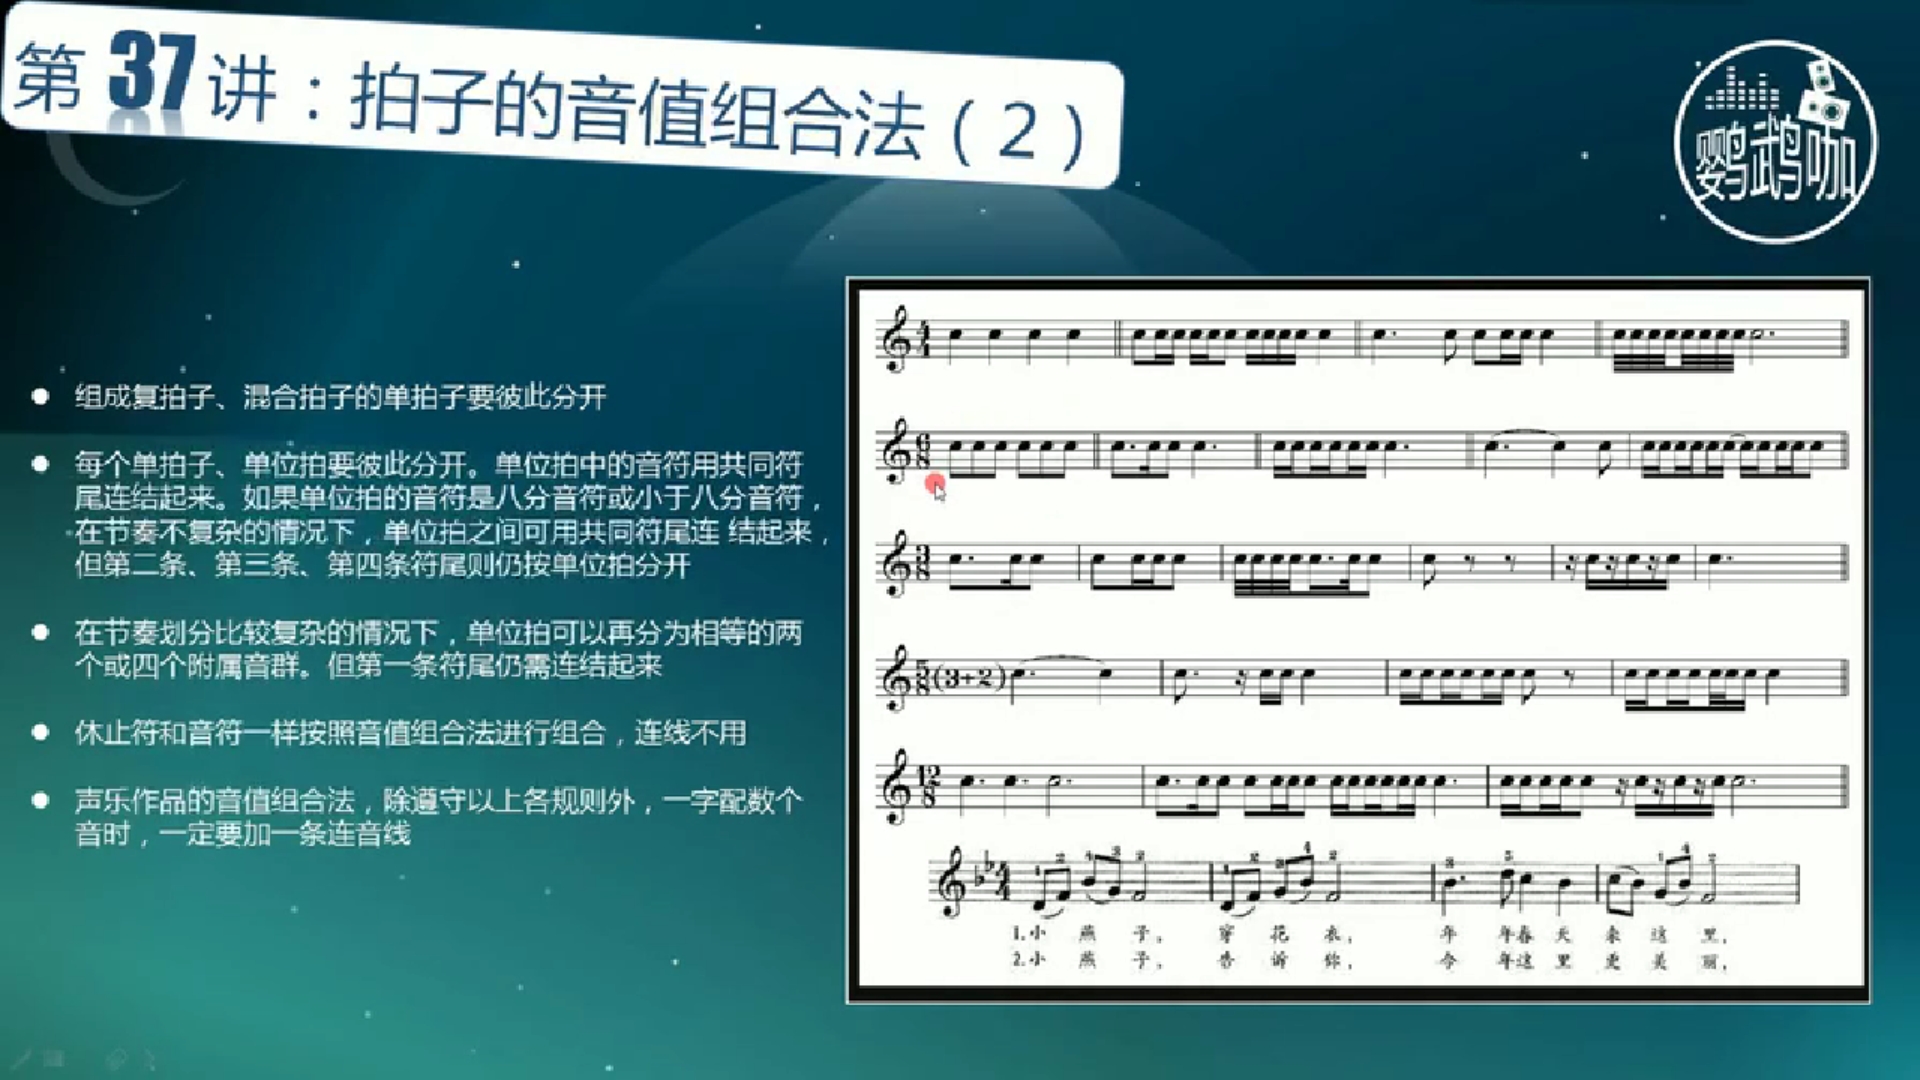 第37讲：拍子的音值组合法（2）
鹦鹉咖
● 组成复拍子、混合拍子的单拍子要彼此分开
● 每个单拍子、单位拍要彼此分开。单位拍中的音符用共同符
尾连结起来。如果单位拍的音符是八分音符或小于八分音符，
在节奏不复杂的情况下，单位拍之间可用共同符尾连 结起来，
但第二条、第三条、第四条符尾则仍按单位拍分开
● 在节奏划分比较复杂的情况下，单位拍可以再分为相等的两
个或四个附属音群。但第一条符尾仍需连结起来
● 休止符和音符一样按照音值组合法进行组合，连线不用
● 声乐作品的音值组合法，除遵守以上各规则外，一字配数个
音时，一定要加一条连音线
4
4
6
8
3
8
5
8
(3+2)
12
8
4
4
1.小 燕 子， 穿 花 衣， 年 年春 天 来 这 里，
2.小 燕 子， 告 诉 你， 今 年这 里 更 美 丽，